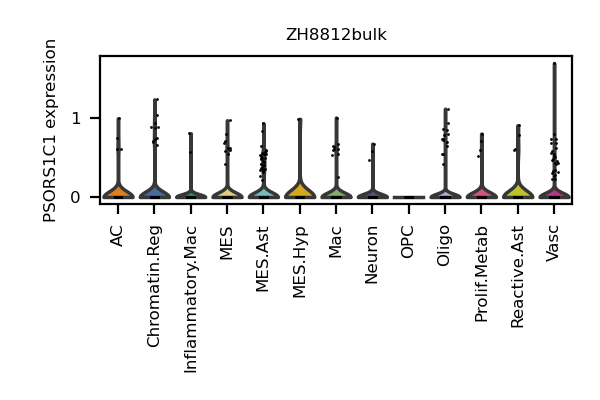 ZH8812bulk
PSORS1C1 expression
1
0
AC
Chromatin.Reg
Inflammatory.Mac
MES
MES.Ast
MES.Hyp
Mac
Neuron
OPC
Oligo
Prolif.Metab
Reactive.Ast
Vasc